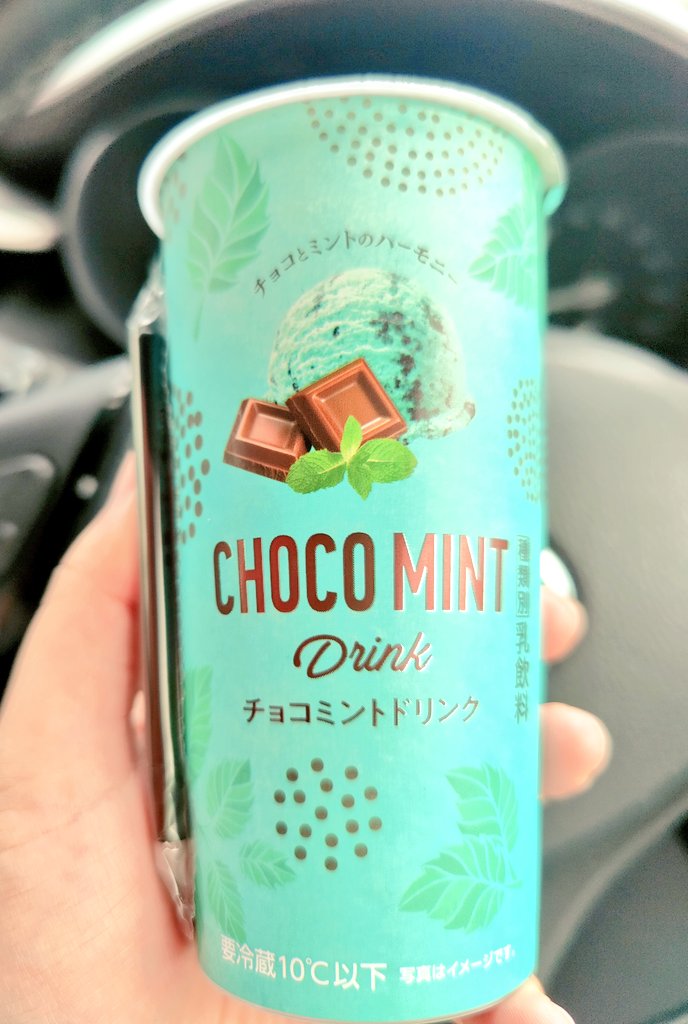 チョコとミントのハーモニー
CHOCO MINT
Drink
チョコミントドリンク
種類別 乳飲料
要冷蔵10℃以下 写真はイメージです。